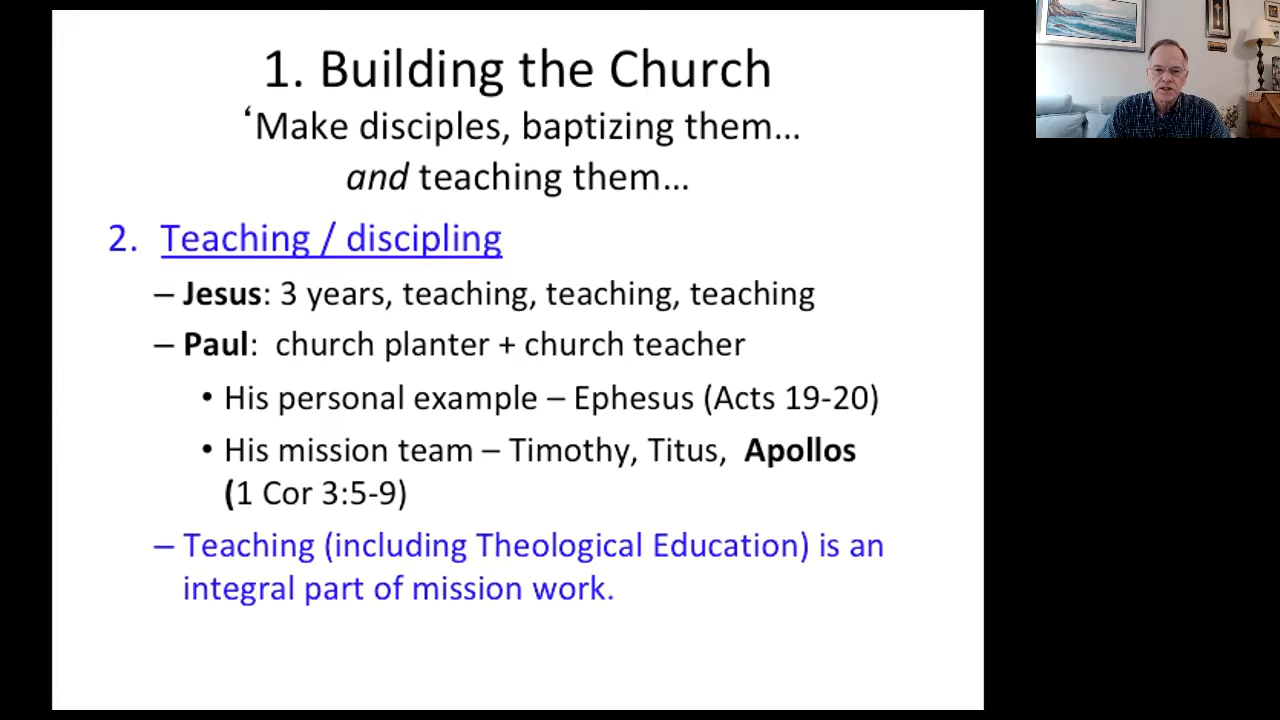 1. Building the Church
‘Make disciples, baptizing them…
and teaching them…
2. Teaching / discipling
– Jesus: 3 years, teaching, teaching, teaching
– Paul: church planter + church teacher
• His personal example – Ephesus (Acts 19-20)
• His mission team – Timothy, Titus, Apollos
(1 Cor 3:5-9)
– Teaching (including Theological Education) is an
integral part of mission work.